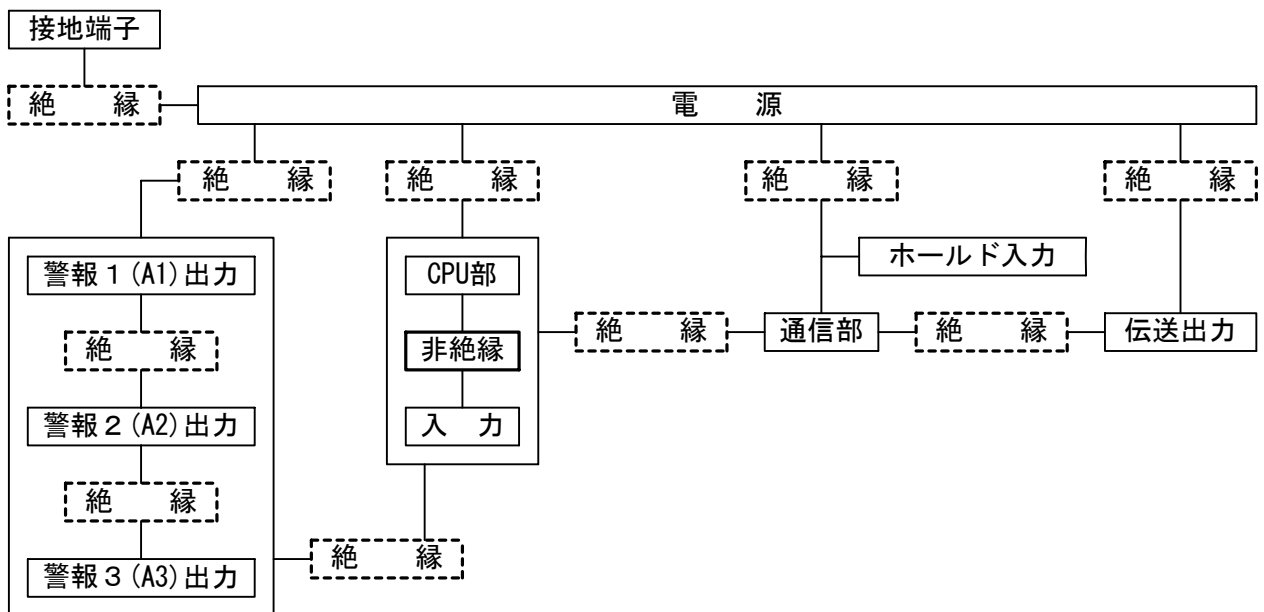 接地端子
絶　縁
電　源
絶　縁
絶　縁
絶　縁
絶　縁
警報１(A1)出力
CPU部
ホールド入力
絶　縁
非絶縁
絶　縁
通信部
絶　縁
伝送出力
警報２(A2)出力
入　力
絶　縁
絶　縁
警報３(A3)出力